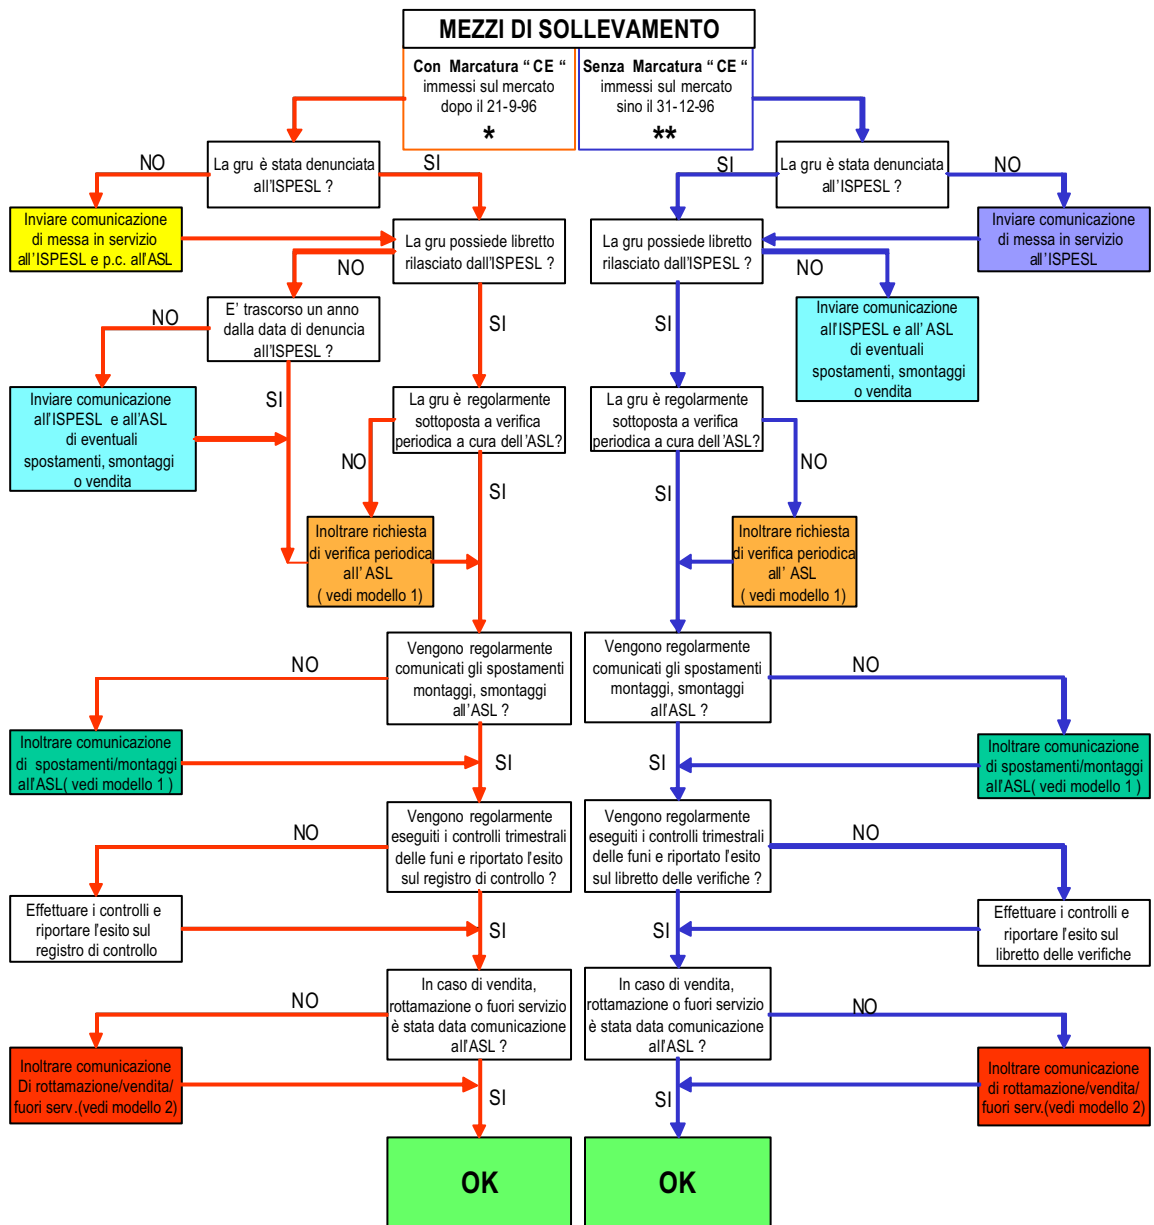 MEZZI DI SOLLEVAMENTO
Con Marcatura “ CE “
immessi sul mercato
dopo il 21-9-96
*
Senza Marcatura “ CE “
immessi sul mercato
sino il 31-12-96
**
NO
La gru è stata denunciata
all'ISPESL ?
SI
SI
La gru è stata denunciata
all'ISPESL ?
NO
Inviare comunicazione
di messa in servizio
all'ISPESL e p.c. all'ASL
La gru possiede libretto
rilasciato dall'ISPESL ?
La gru possiede libretto
rilasciato dall'ISPESL ?
Inviare comunicazione
di messa in servizio
all'ISPESL
NO
NO
NO
E' trascorso un anno
dalla data di denuncia
all'ISPESL ?
SI
SI
Inviare comunicazione
all'ISPESL e all' ASL
di eventuali
spostamenti, smontaggi
o vendita
Inviare comunicazione
all'ISPESL e all'ASL
di eventuali
spostamenti, smontaggi
o vendita
SI
La gru è regolarmente
sottoposta a verifica
periodica a cura dell'ASL?
La gru è regolarmente
sottoposta a verifica
periodica a cura dell'ASL?
NO
SI
SI
NO
Inoltrare richiesta
di verifica periodica
all' ASL
( vedi modello 1)
Inoltrare richiesta
di verifica periodica
all' ASL
( vedi modello 1)
NO
Vengono regolarmente
comunicati gli spostamenti
montaggi, smontaggi
all'ASL ?
Vengono regolarmente
comunicati gli spostamenti
montaggi, smontaggi
all'ASL ?
NO
Inoltrare comunicazione
di spostamenti/montaggi
all'ASL( vedi modello 1 )
SI
SI
Inoltrare comunicazione
di spostamenti/montaggi
all'ASL( vedi modello 1 )
NO
Vengono regolarmente
eseguiti i controlli trimestrali
delle funi e riportato l'esito
sul registro di controllo ?
Vengono regolarmente
eseguiti i controlli trimestrali
delle funi e riportato l'esito
sul libretto delle verifiche ?
NO
Effettuare i controlli e
riportare l'esito sul
registro di controllo
SI
SI
Effettuare i controlli e
riportare l'esito sul
libretto delle verifiche
NO
In caso di vendita,
rottamazione o fuori servizio
è stata data comunicazione
all'ASL ?
In caso di vendita,
rottamazione o fuori servizio
è stata data comunicazione
all'ASL ?
NO
Inoltrare comunicazione
Di rottamazione/vendita/
fuori serv.(vedi modello 2)
SI
SI
Inoltrare comunicazione
di rottamazione/vendita/
fuori serv.(vedi modello 2)
OK
OK